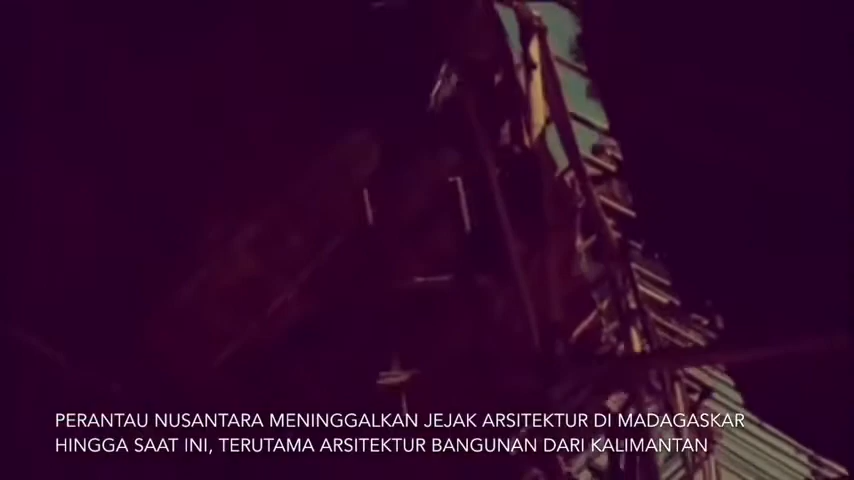 PERANTAU NUSANTARA MENINGGALKAN JEJAK ARSITEKTUR DI MADAGASKAR
HINGGA SAAT INI, TERUTAMA ARSITEKTUR BANGUNAN DARI KALIMANTAN